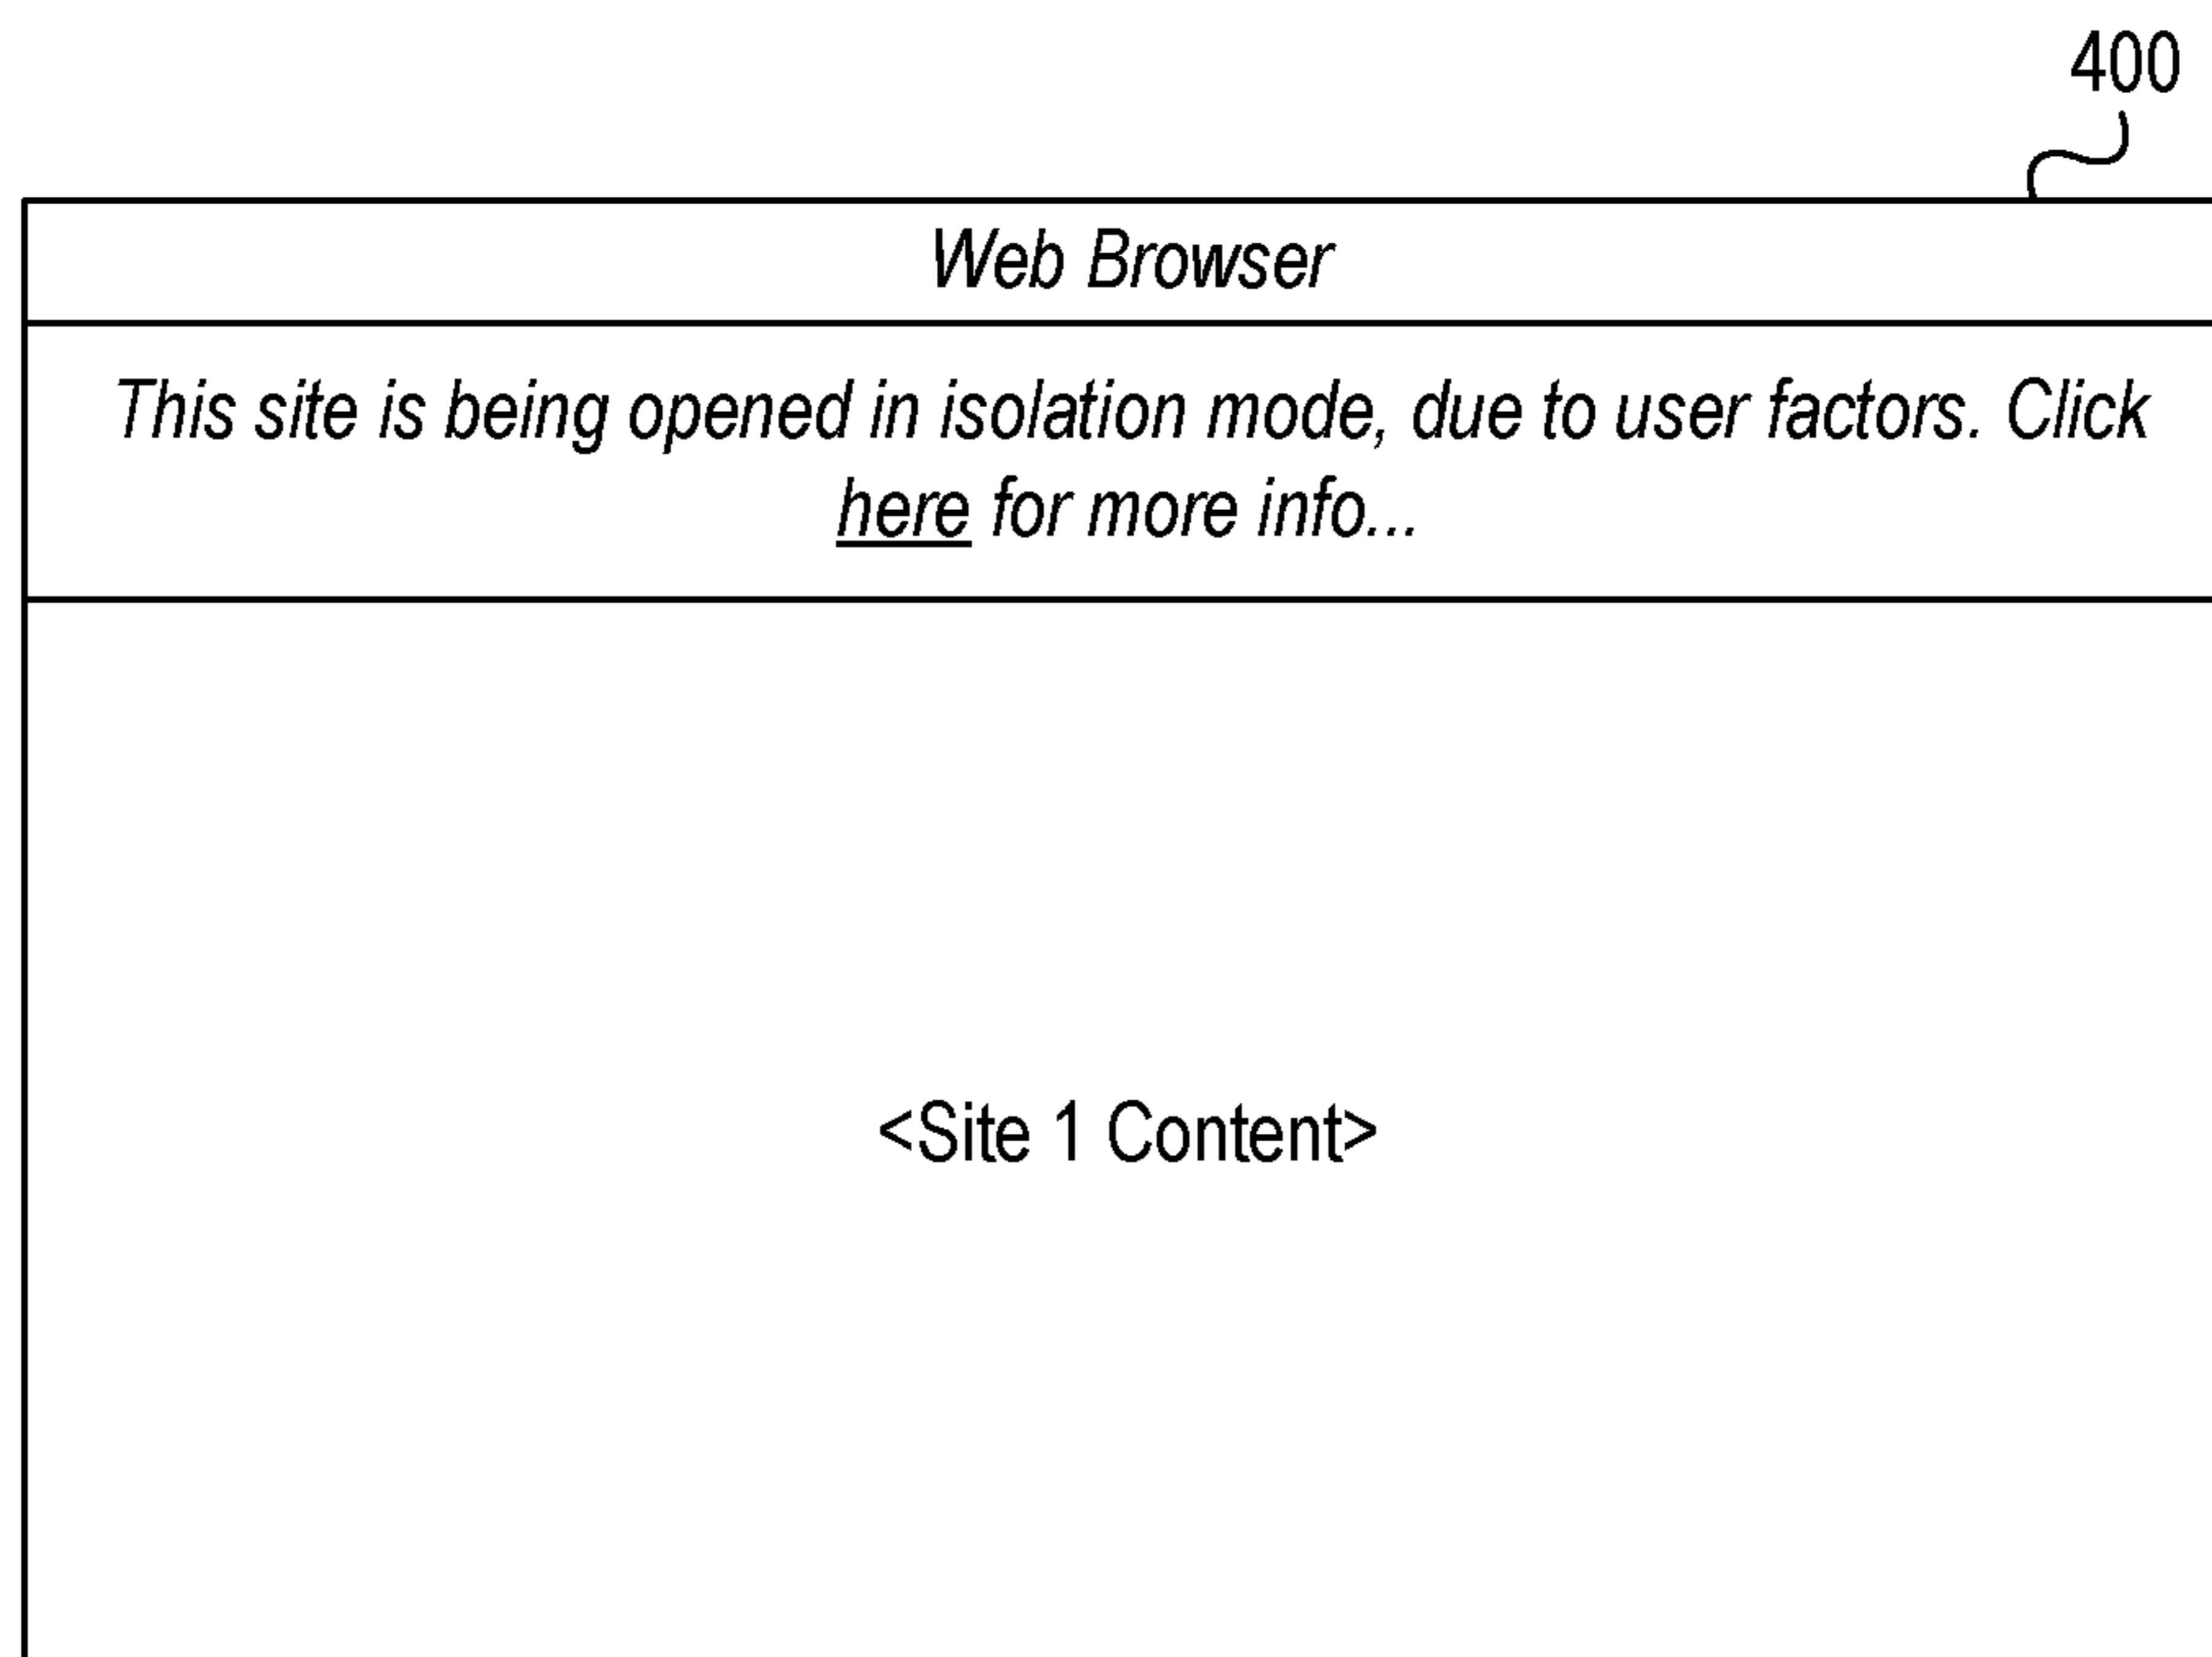 400
Web Browser
This site is being opened in isolation mode, due to user factors. Click
here for more info...
<Site 1 Content>